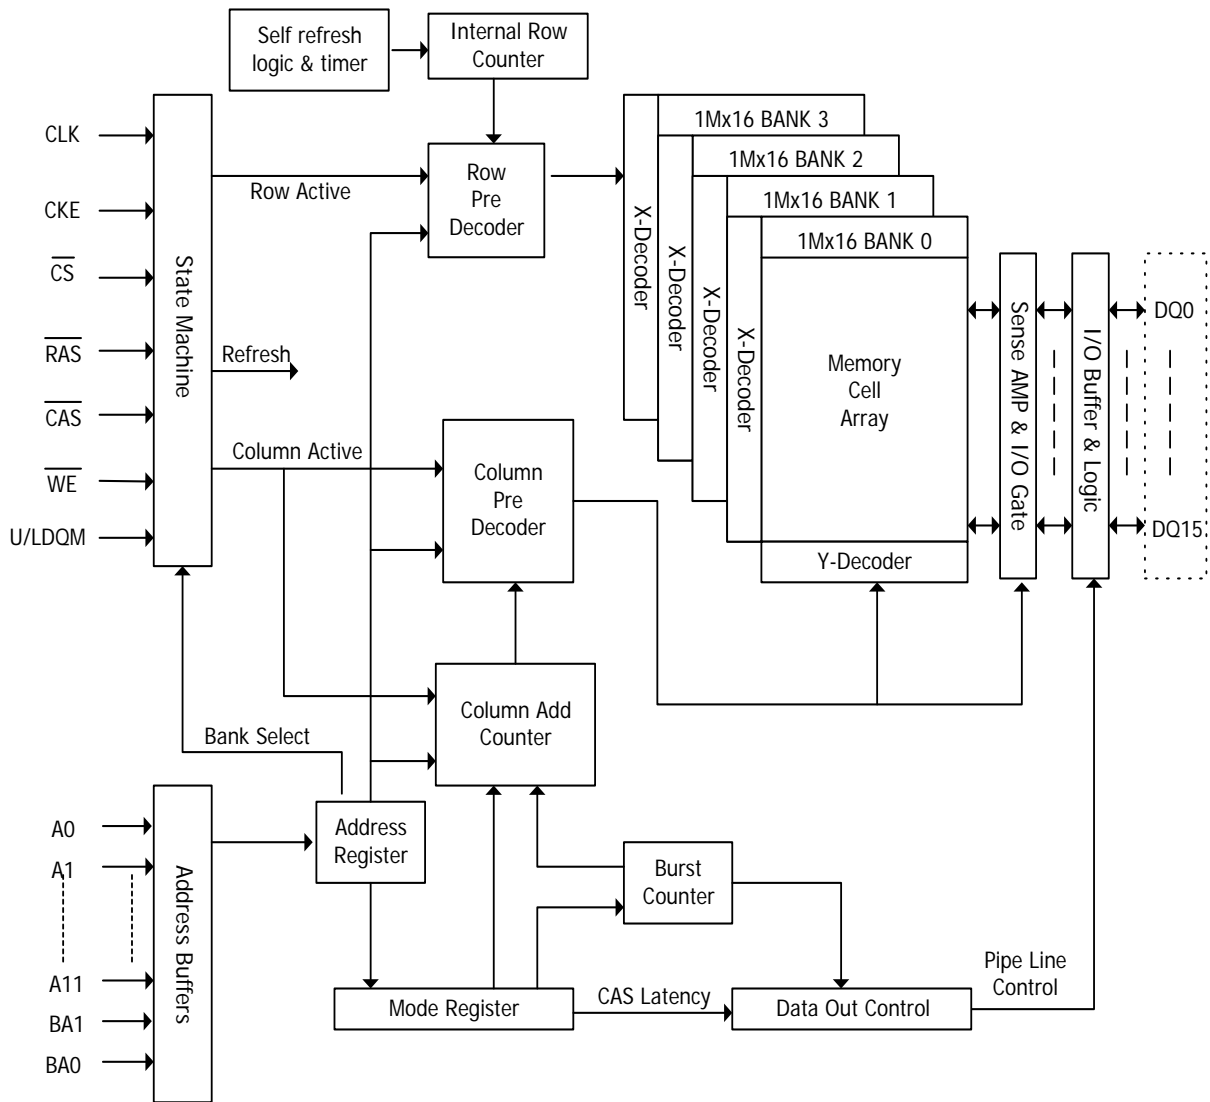 Self refresh
logic & timer
Internal Row
Counter
CLK
CKE
CS
RAS
CAS
WE
U/LDQM
State Machine
Row Active
Refresh
Column Active
Bank Select
Row
Pre
Decoder
Column
Pre
Decoder
Column Add
Counter
1Mx16 BANK 3
1Mx16 BANK 2
1Mx16 BANK 1
1Mx16 BANK 0
X-Decoder
X-Decoder
X-Decoder
X-Decoder
Memory
Cell
Array
Y-Decoder
Sense AMP & I/O Gate
I/O Buffer & Logic
DQ0
DQ15
A0
A1
A11
BA1
BA0
Address Buffers
Address
Register
Burst
Counter
Mode Register
CAS Latency
Data Out Control
Pipe Line
Control